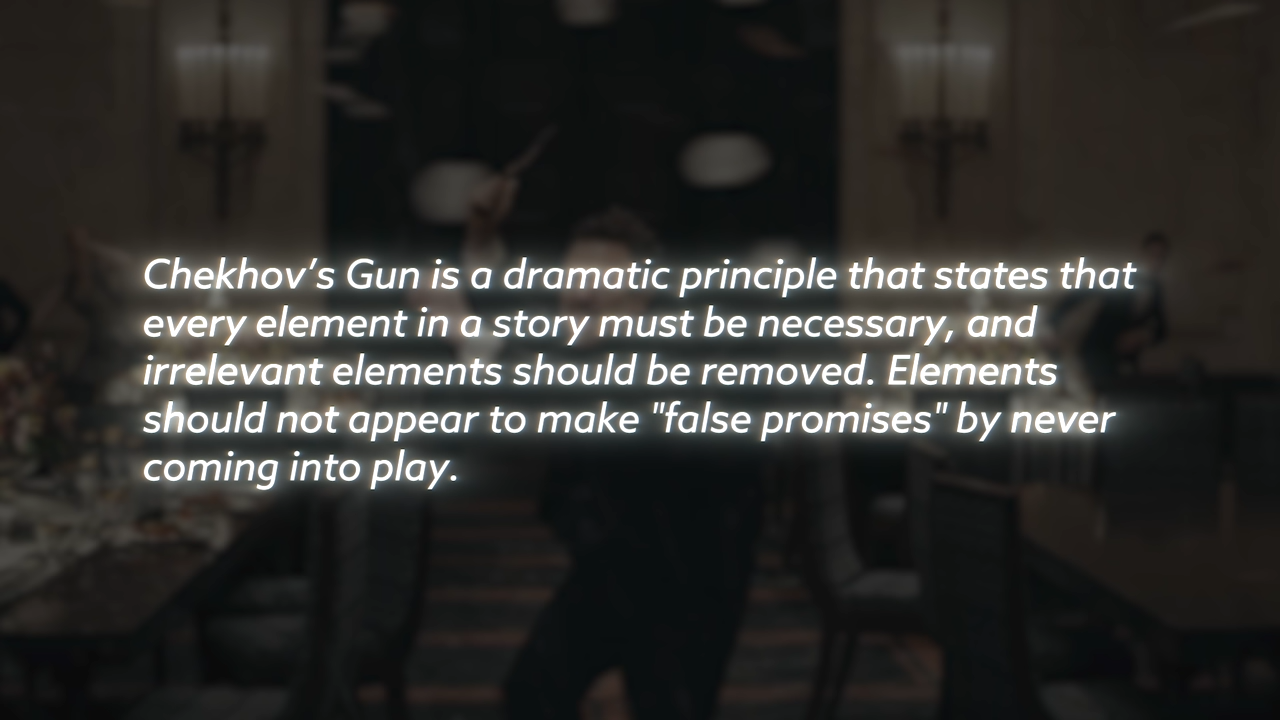 Chekhov’s Gun is a dramatic principle that states that
every element in a story must be necessary, and
irrelevant elements should be removed. Elements
should not appear to make "false promises" by never
coming into play.